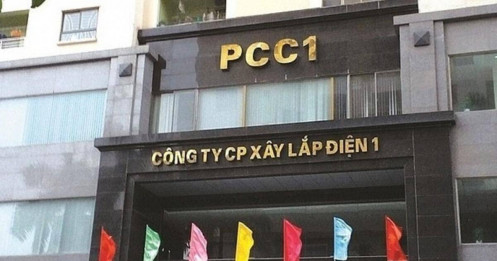 PCC1
CÔNG TY CP XÂY LẮP ĐIỆN 1